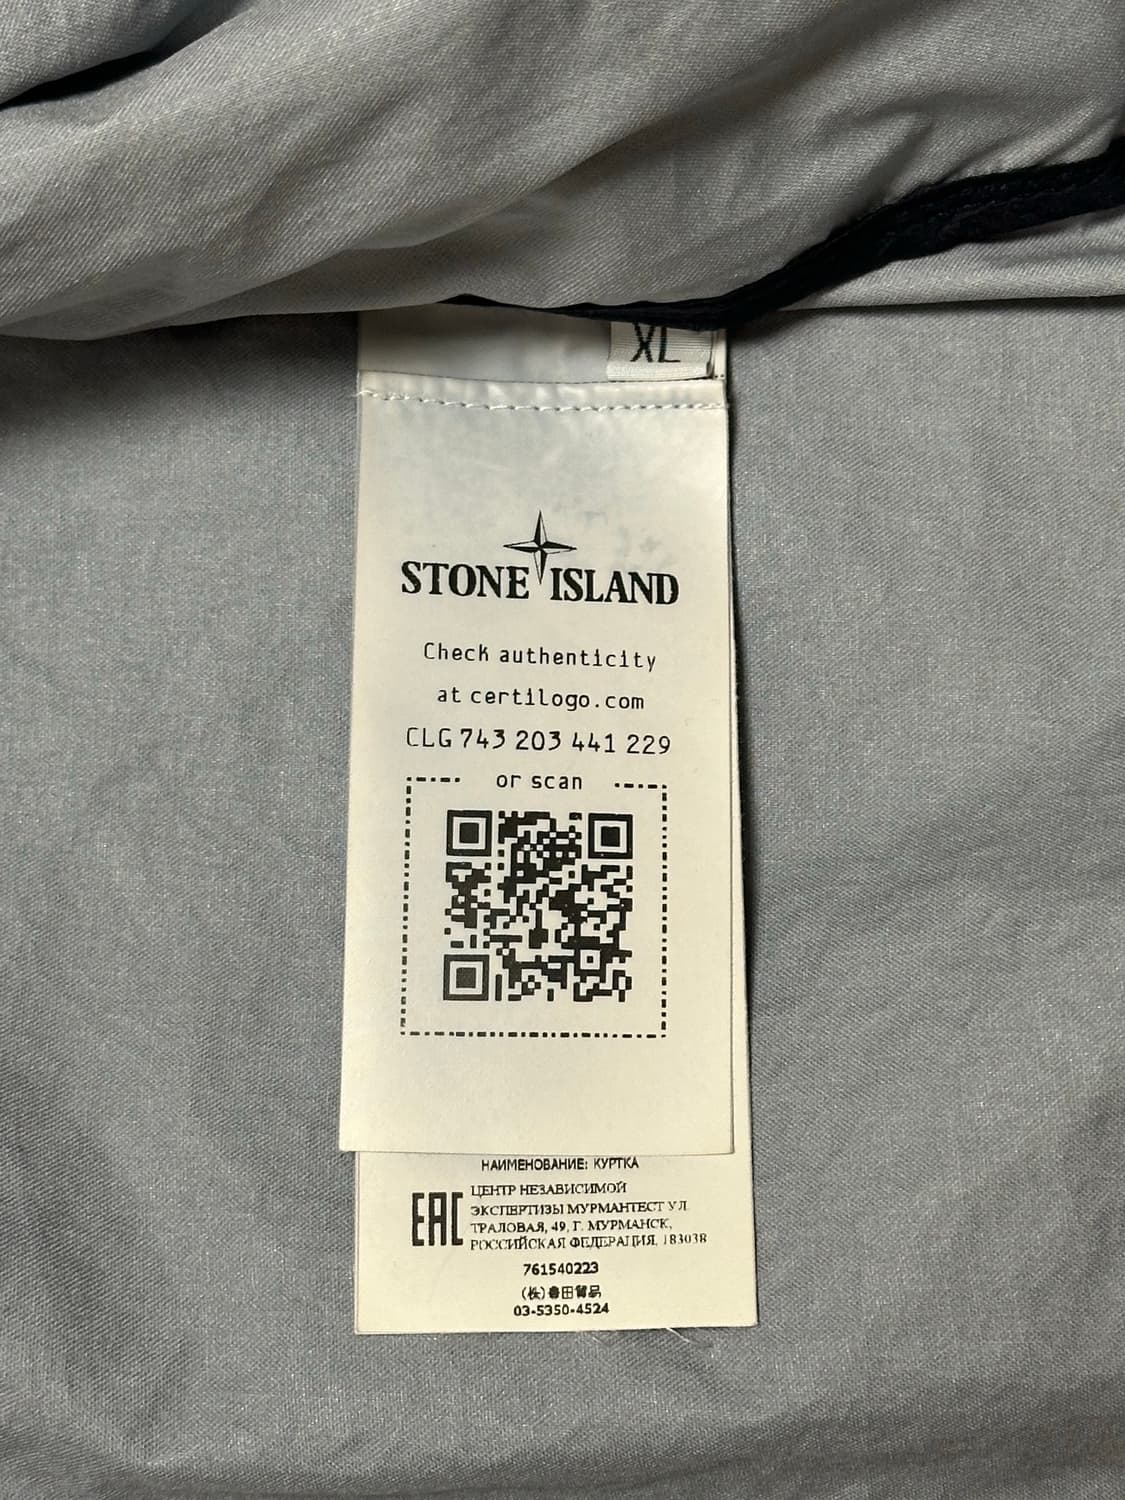 XL
STONE ISLAND
Check authenticity
at certilogo.com
CLG 743 203 441 229
or scan
НАИМЕНОВАНИЕ: КУРТКА
EAC
ЦЕНТР НЕЗАВИСИМОЙ
ЭКСПЕРТИЗЫ МУРМАНТЕСТ УЛ.
ТРАЛОВАЯ, 49, Г. МУРМАНСК,
РОССИЙСКАЯ ФЕДЕРАЦИЯ, 183038
761540223
(株)春田貿易
03-5350-4524